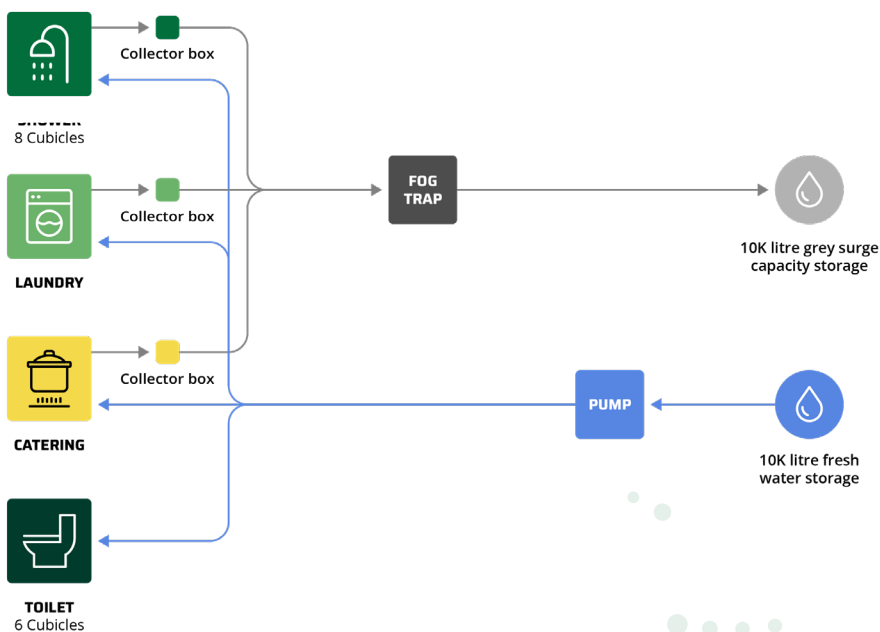 Collector box
8 Cubicles
Collector box
LAUNDRY
FOG
TRAP
10K litre grey surge
capacity storage
Collector box
CATERING
PUMP
10K litre fresh
water storage
TOILET
6 Cubicles